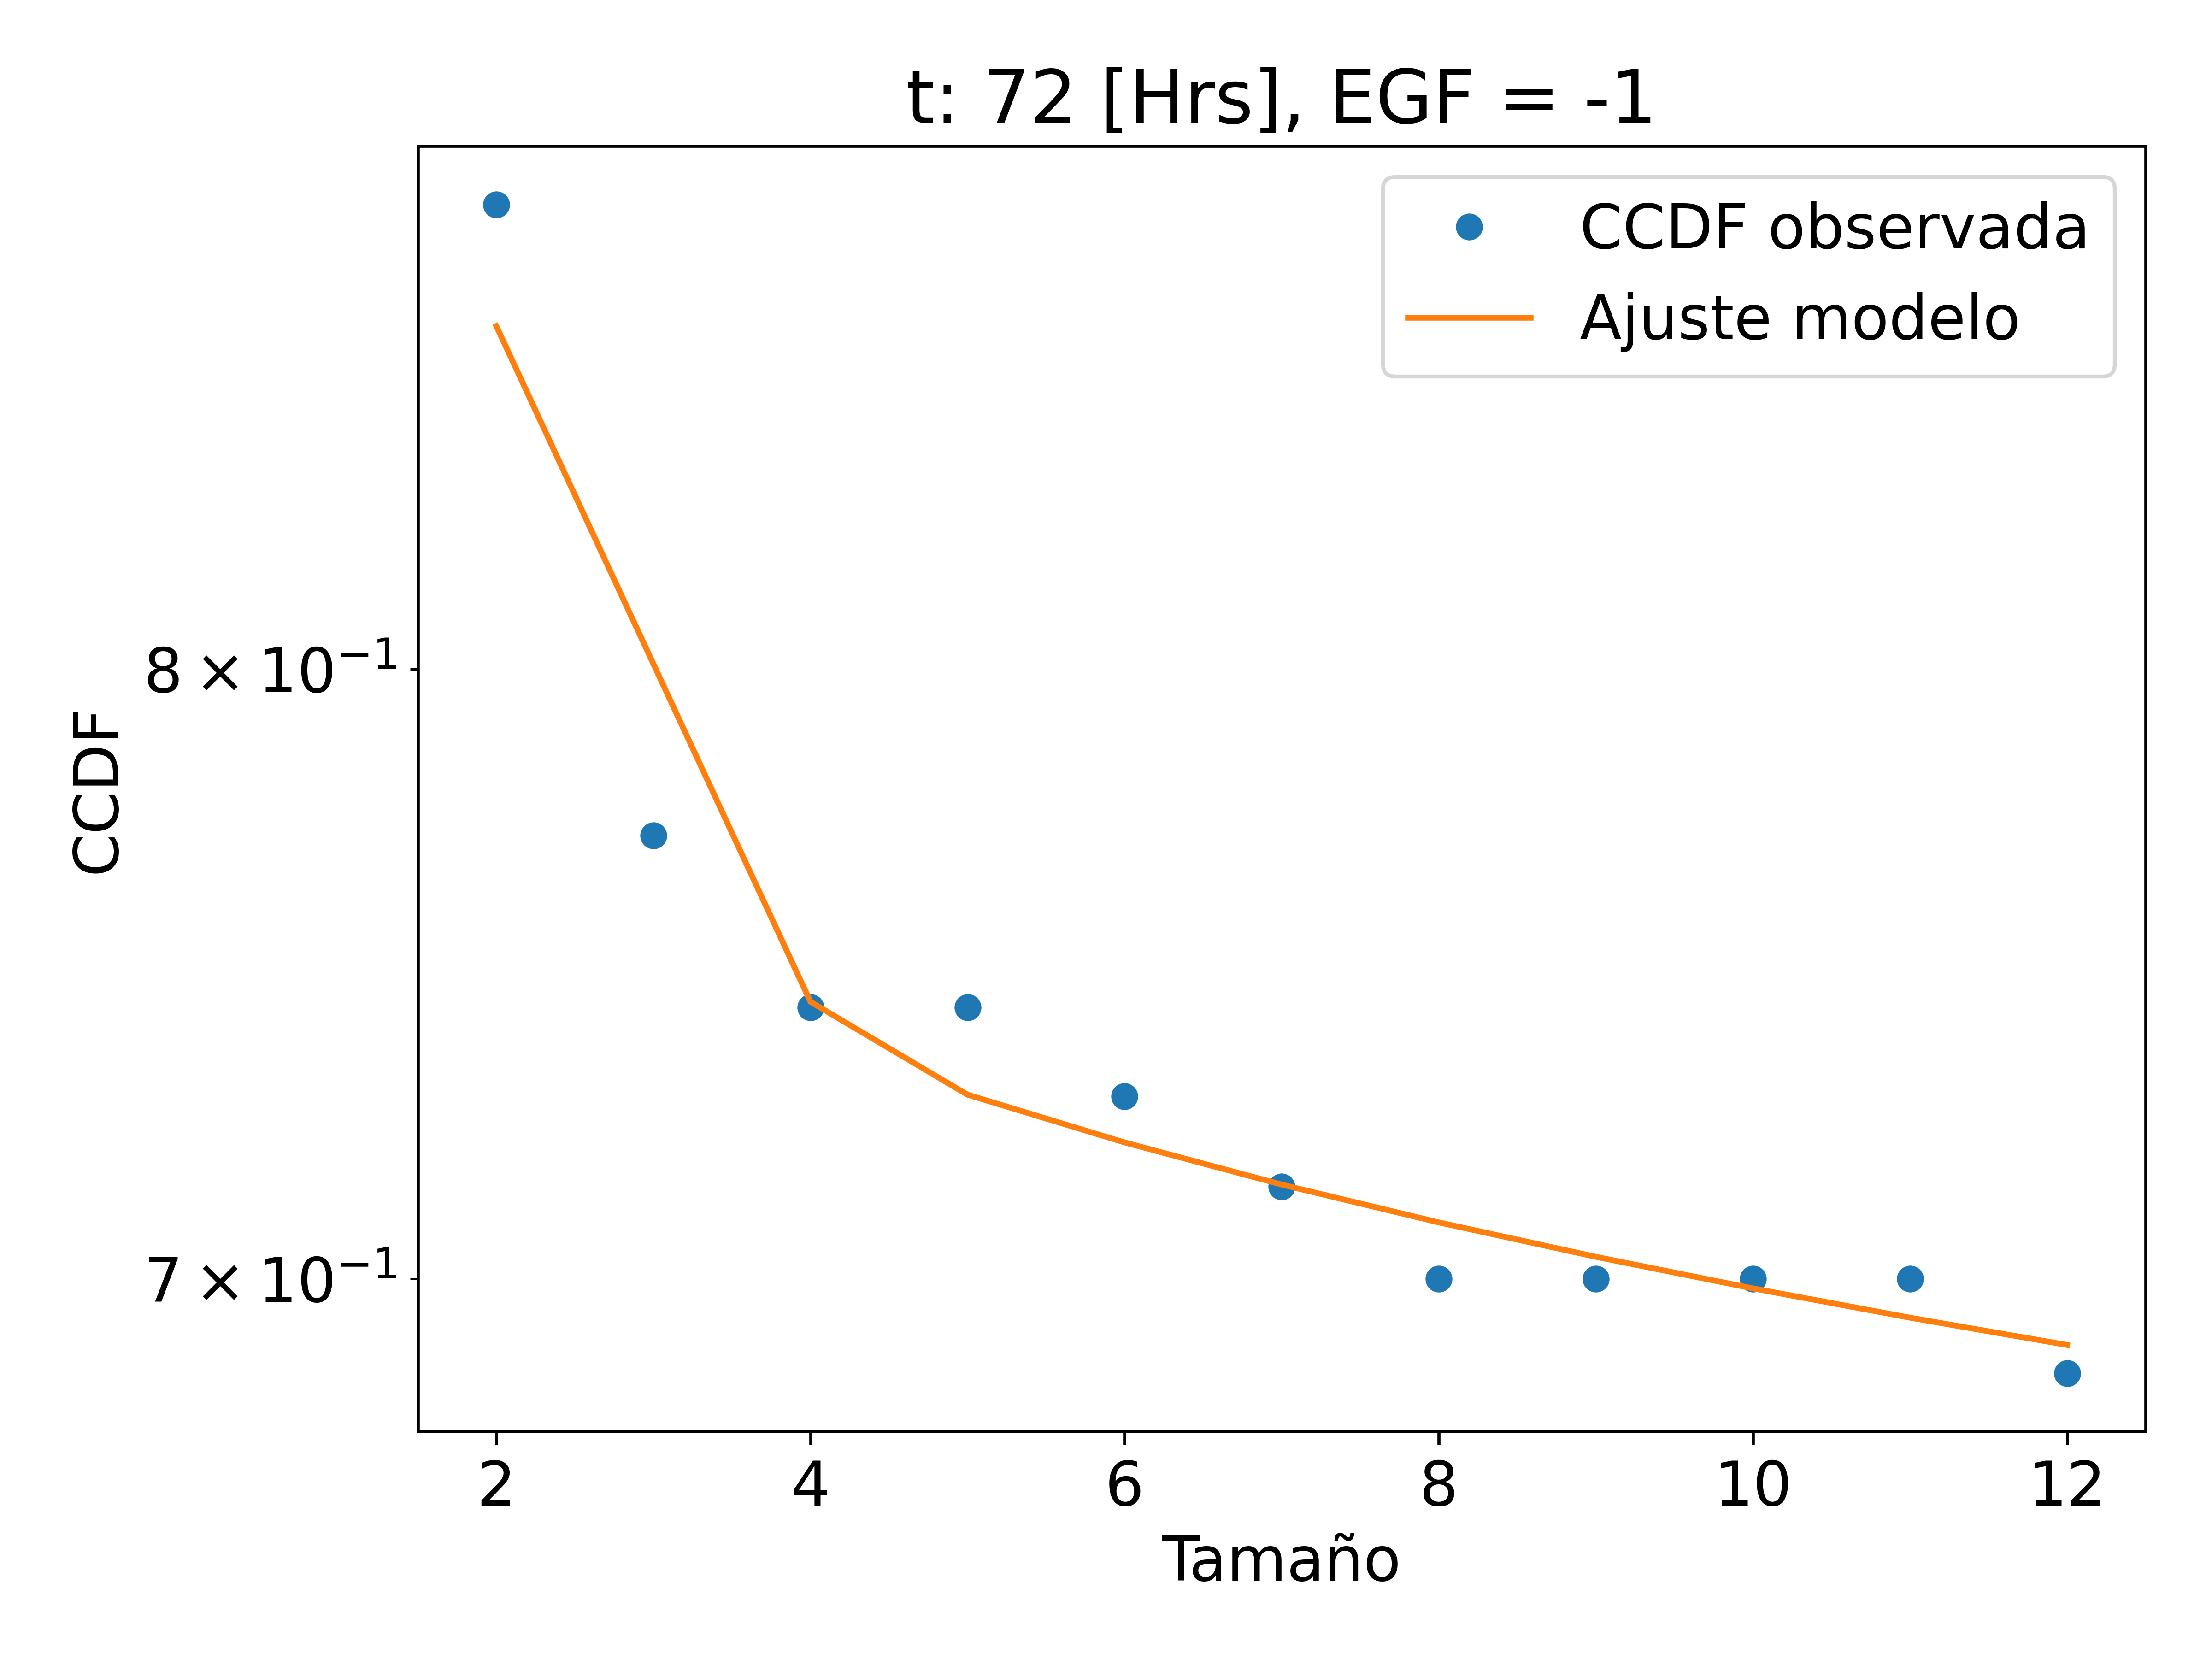 t: 72 [Hrs], EGF = -1
CCDF observada
Ajuste modelo
8 × 10⁻¹
7 × 10⁻¹
CCDF
2 4 6 8 10 12
Tamaño